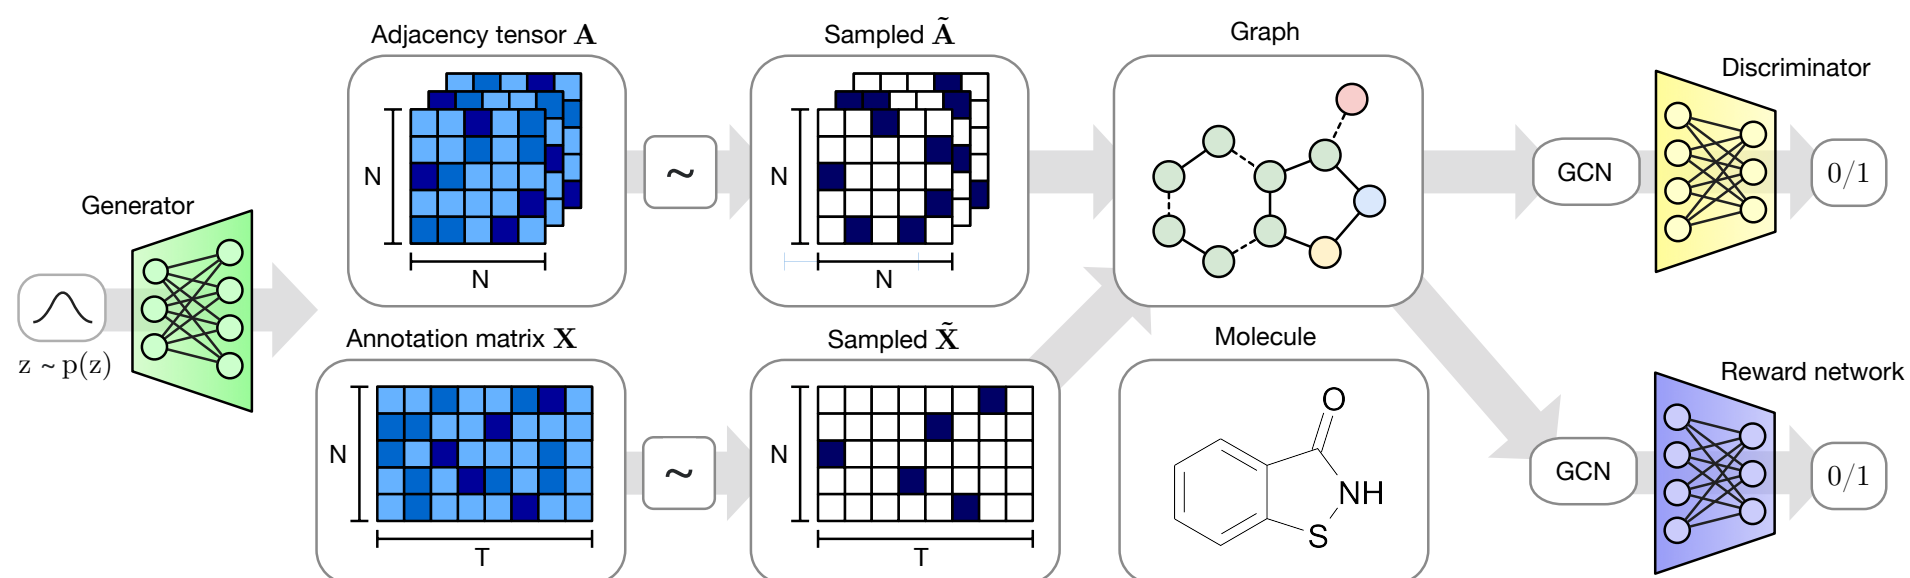 Adjacency tensor A
Sampled Ã
Graph
Discriminator
N
N
~
N
N
GCN
0/1
Generator
z ~ p(z)
Annotation matrix X
Sampled X̃
Molecule
Reward network
N
T
~
N
T
O
NH
S
GCN
0/1